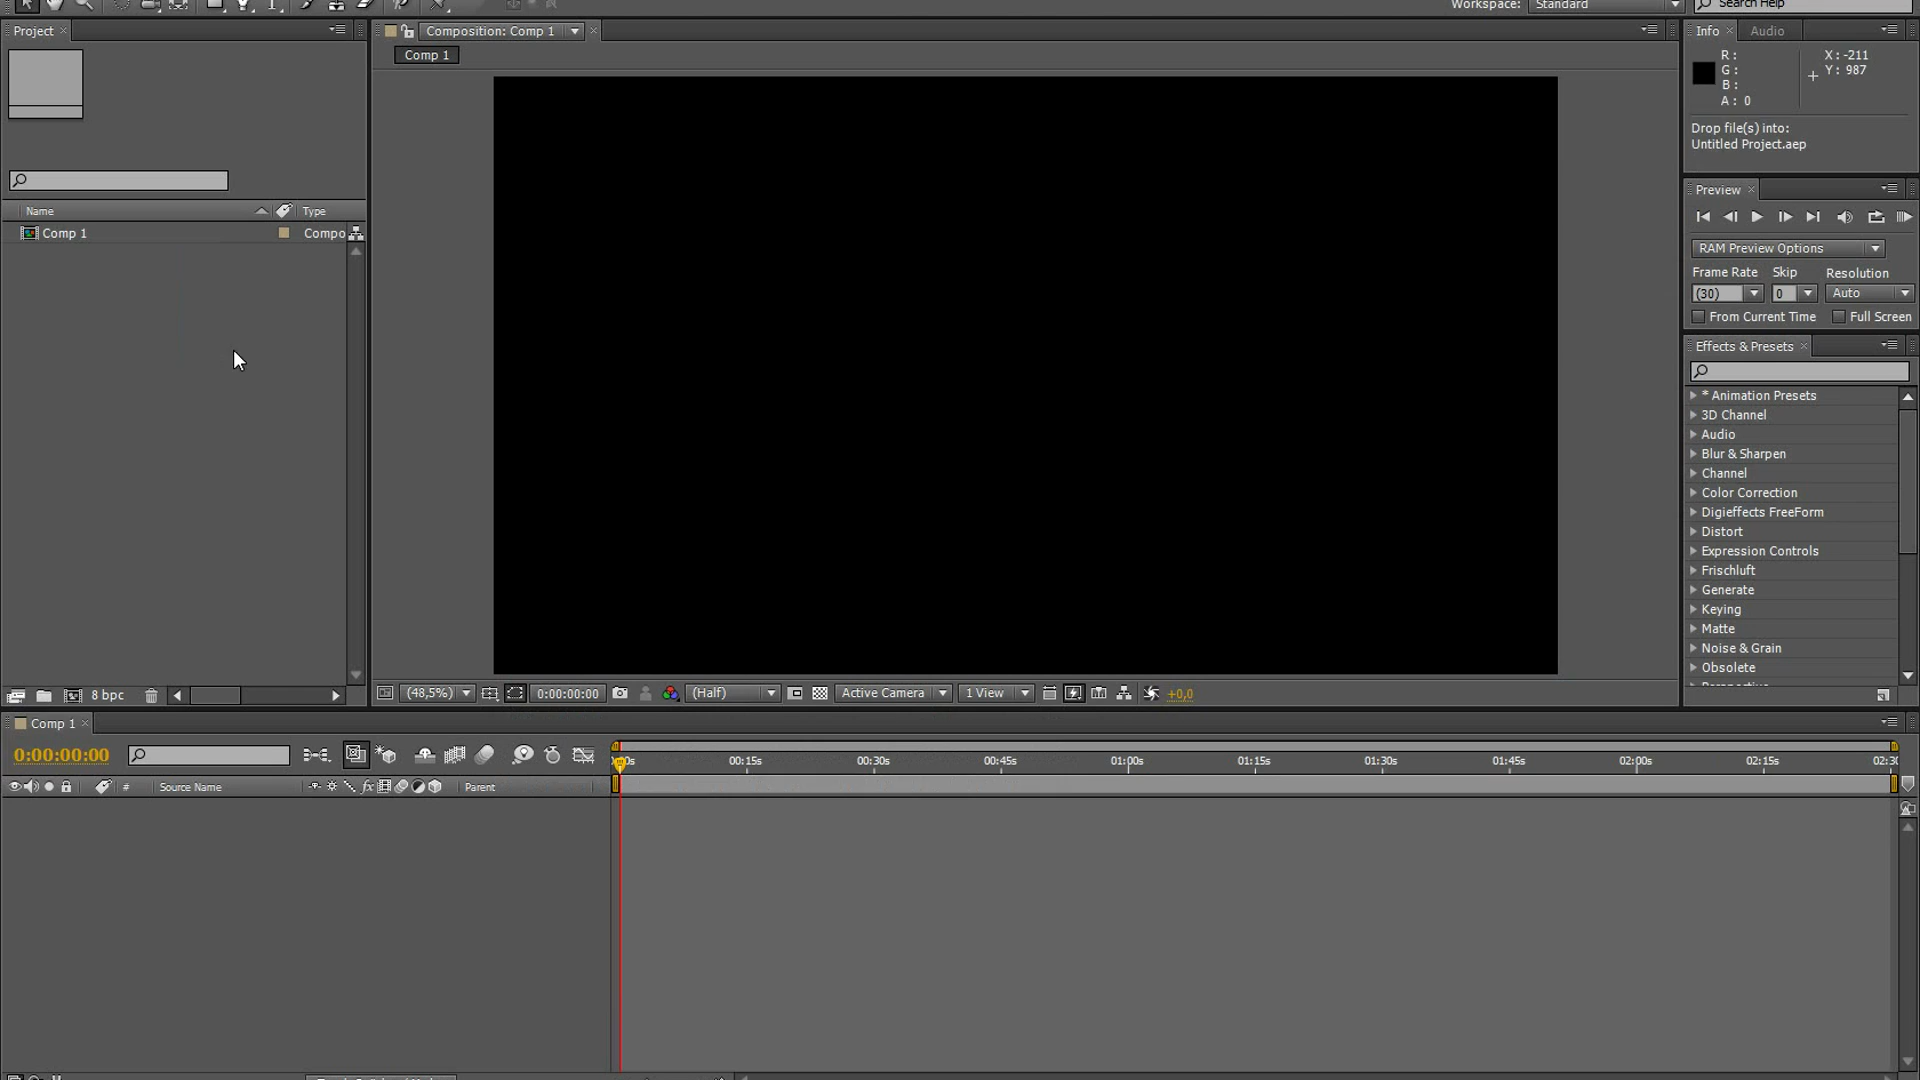 Workspace: Standard
Search Help
Project
Composition: Comp 1
Comp 1
Info
Audio
R :
G :
B :
A : 0
X : -211
Y : 987
Drop file(s) into:
Untitled Project.aep
Name
Type
Comp 1
Compo
Preview
RAM Preview Options
Frame Rate
Skip
Resolution
(30)
0
Auto
From Current Time
Full Screen
Effects & Presets
* Animation Presets
3D Channel
Audio
Blur & Sharpen
Channel
Color Correction
Digieffects FreeForm
Distort
Expression Controls
Frischluft
Generate
Keying
Matte
Noise & Grain
Obsolete
8 bpc
(48,5%)
0:00:00:00
(Half)
Active Camera
1 View
+0,0
Comp 1
0:00:00:00
00:15s
00:30s
00:45s
01:00s
01:15s
01:30s
01:45s
02:00s
02:15s
02:30
#
Source Name
fx
Parent